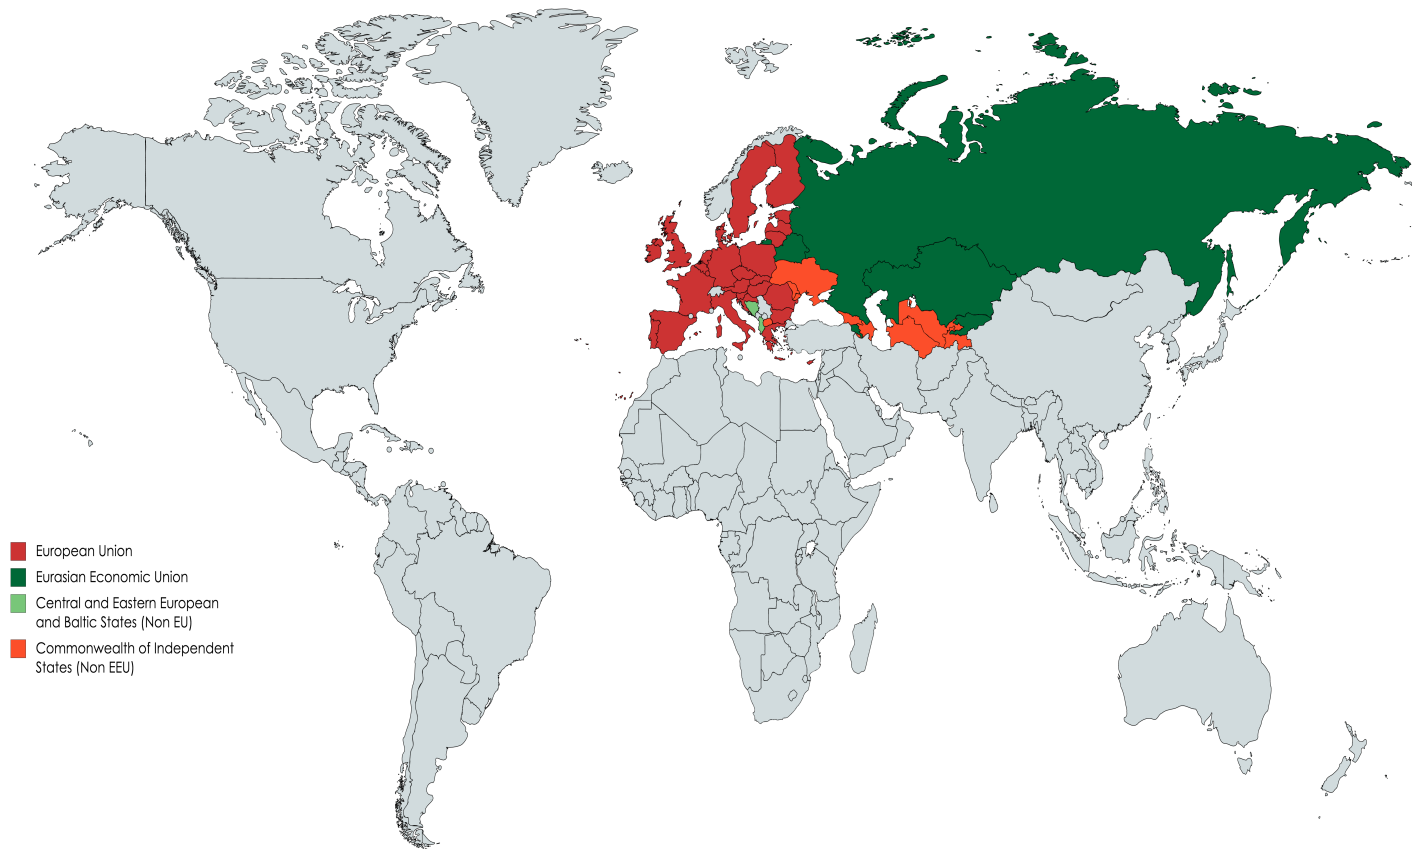 European Union
Eurasian Economic Union
Central and Eastern European
and Baltic States (Non EU)
Commonwealth of Independent
States (Non EEU)